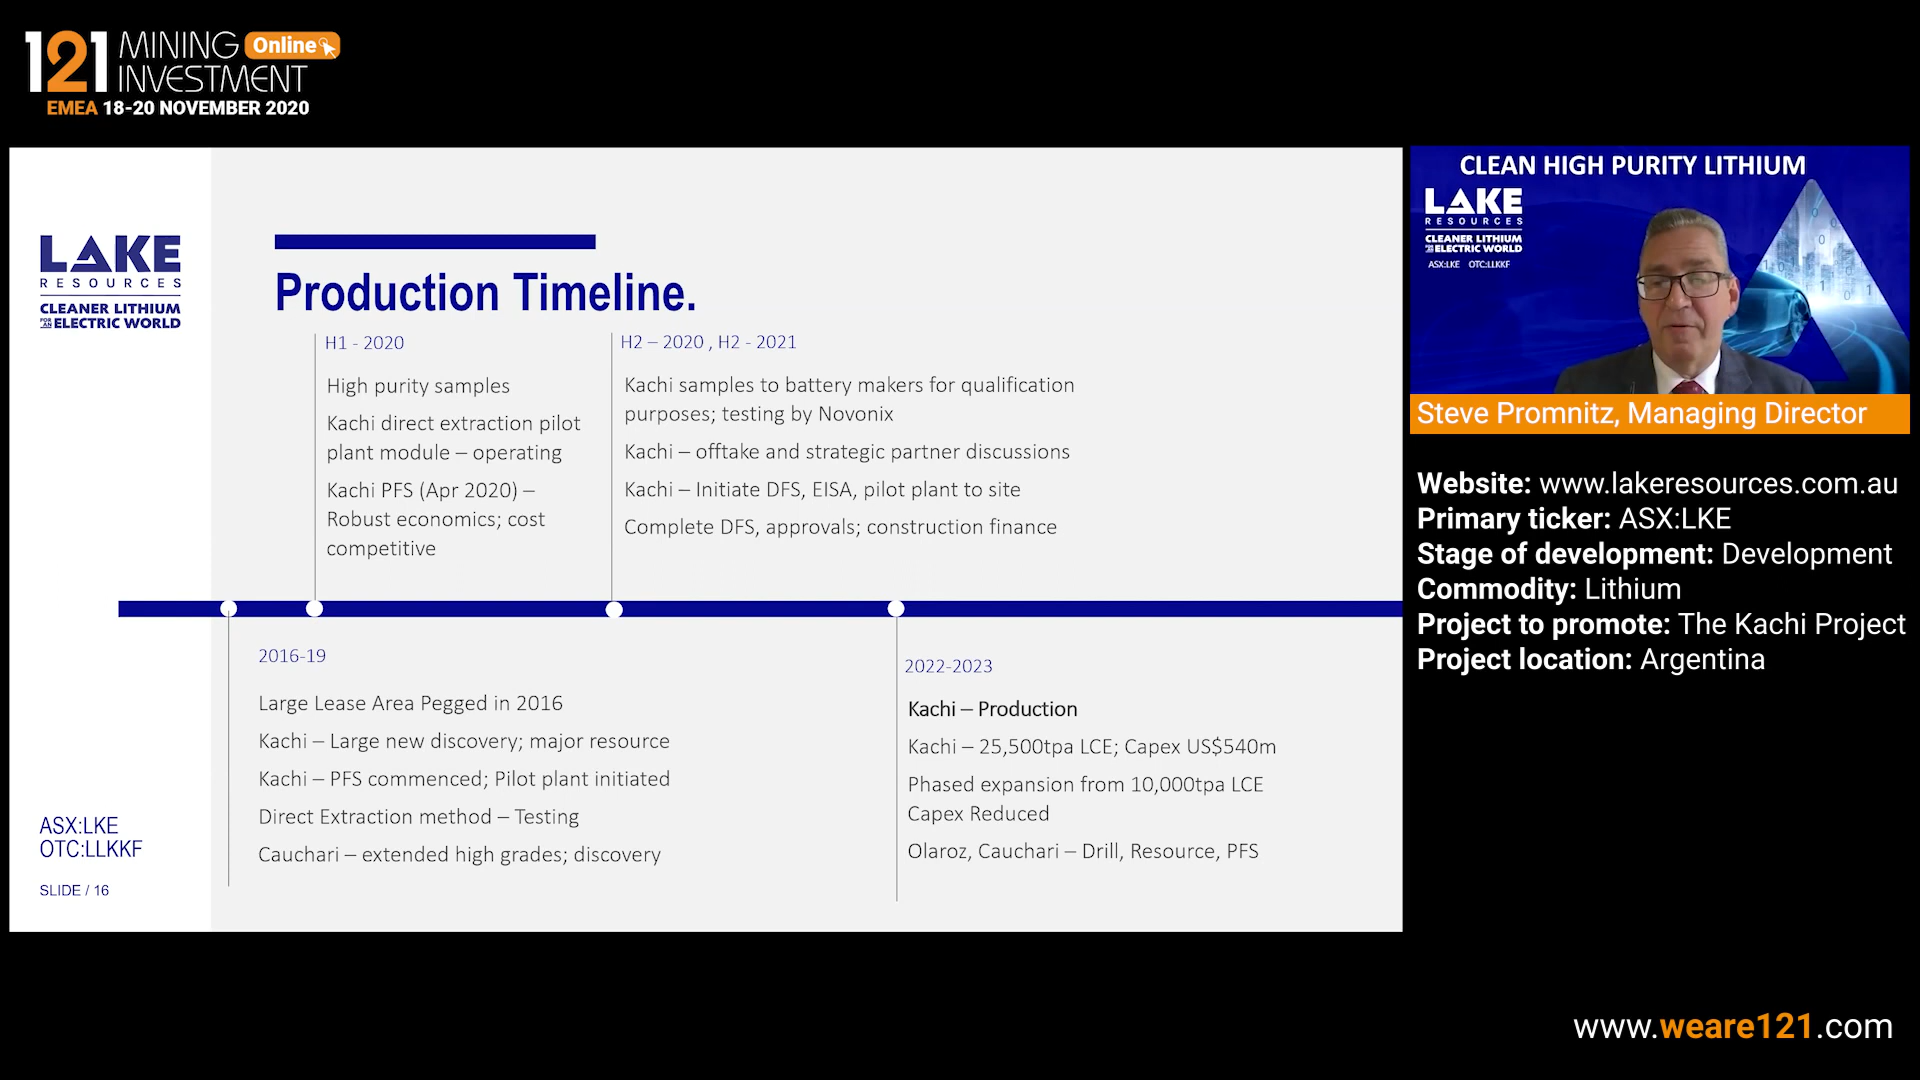 121 MINING Online
INVESTMENT
EMEA 18-20 NOVEMBER 2020
LAKE
RESOURCES
CLEANER LITHIUM
FOR AN ELECTRIC WORLD
Production Timeline.
H1 - 2020
High purity samples
Kachi direct extraction pilot
plant module – operating
Kachi PFS (Apr 2020) –
Robust economics; cost
competitive
H2 – 2020 , H2 - 2021
Kachi samples to battery makers for qualification
purposes; testing by Novonix
Kachi – offtake and strategic partner discussions
Kachi – Initiate DFS, EISA, pilot plant to site
Complete DFS, approvals; construction finance
2016-19
Large Lease Area Pegged in 2016
Kachi – Large new discovery; major resource
Kachi – PFS commenced; Pilot plant initiated
Direct Extraction method – Testing
Cauchari – extended high grades; discovery
2022-2023
Kachi – Production
Kachi – 25,500tpa LCE; Capex US$540m
Phased expansion from 10,000tpa LCE
Capex Reduced
Olaroz, Cauchari – Drill, Resource, PFS
ASX:LKE
OTC:LLKKF
SLIDE / 16
CLEAN HIGH PURITY LITHIUM
LAKE
RESOURCES
CLEANER LITHIUM
FOR AN ELECTRIC WORLD
ASX:LKE OTC:LLKKF
Steve Promnitz, Managing Director
Website: www.lakeresources.com.au
Primary ticker: ASX:LKE
Stage of development: Development
Commodity: Lithium
Project to promote: The Kachi Project
Project location: Argentina
www.weare121.com